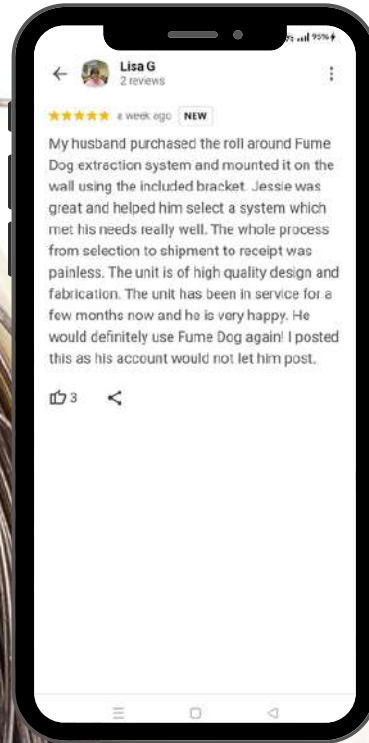 95%
Lisa G
2 reviews
a week ago NEW
My husband purchased the roll around Fume
Dog extraction system and mounted it on the
wall using the included bracket. Jessie was
great and helped him select a system which
met his needs really well. The whole process
from selection to shipment to receipt was
painless. The unit is of high quality design and
fabrication. The unit has been in service for a
few months now and he is very happy. He
would definitely use Fume Dog again! I posted
this as his account would not let him post.
3